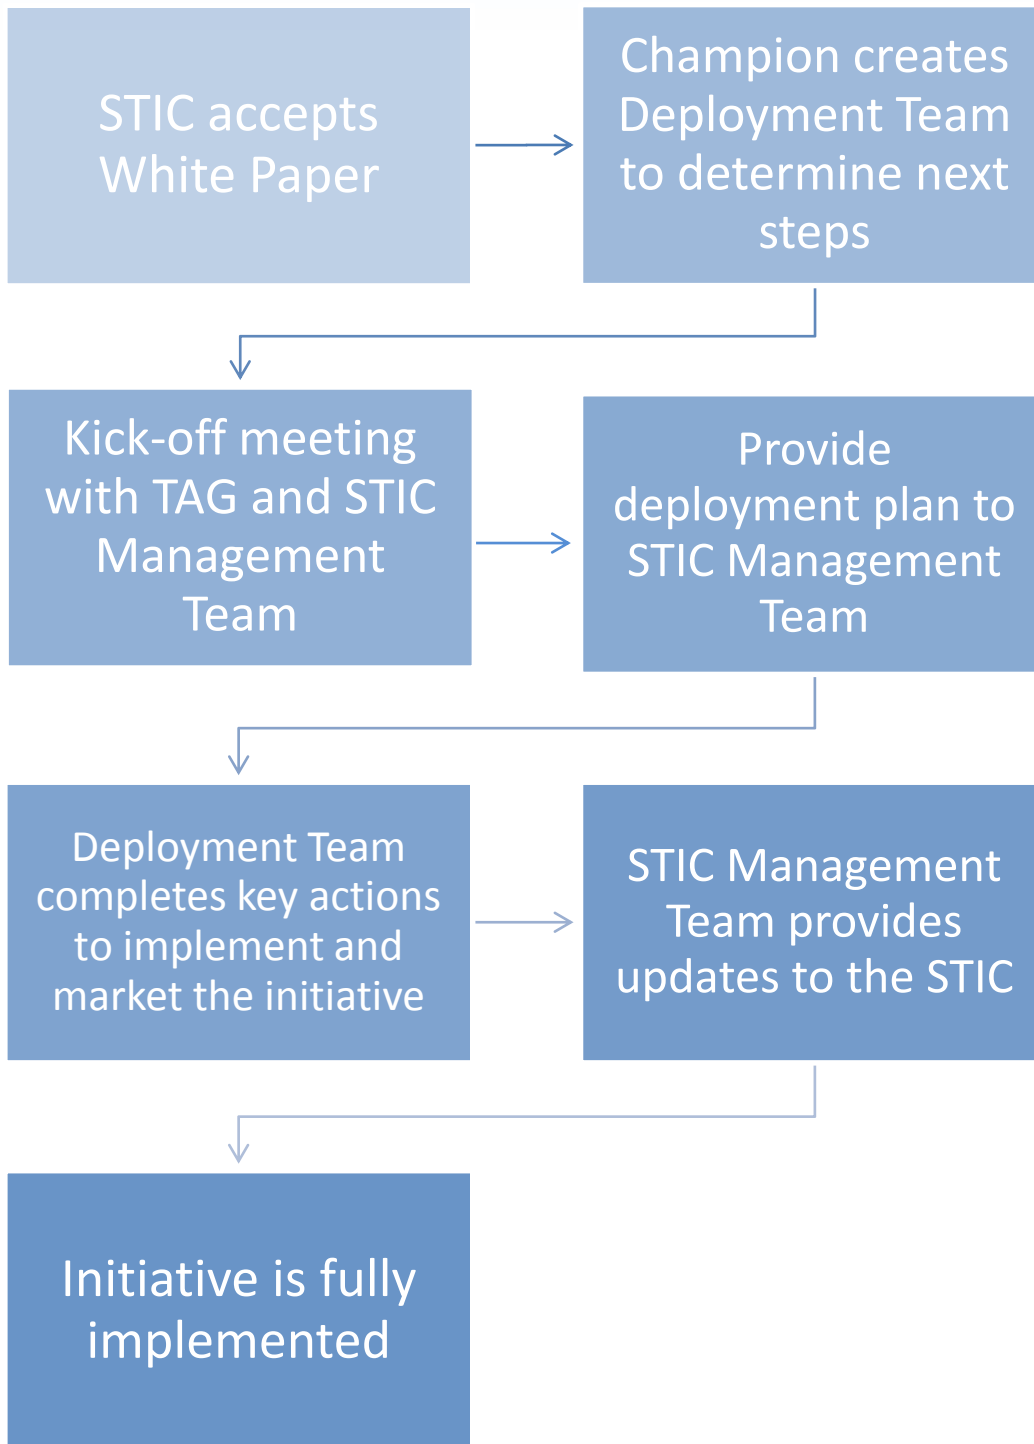 STIC accepts
White Paper
Champion creates
Deployment Team
to determine next
steps
Kick-off meeting
with TAG and STIC
Management
Team
Provide
deployment plan to
STIC Management
Team
Deployment Team
completes key actions
to implement and
market the initiative
STIC Management
Team provides
updates to the STIC
Initiative is fully
implemented